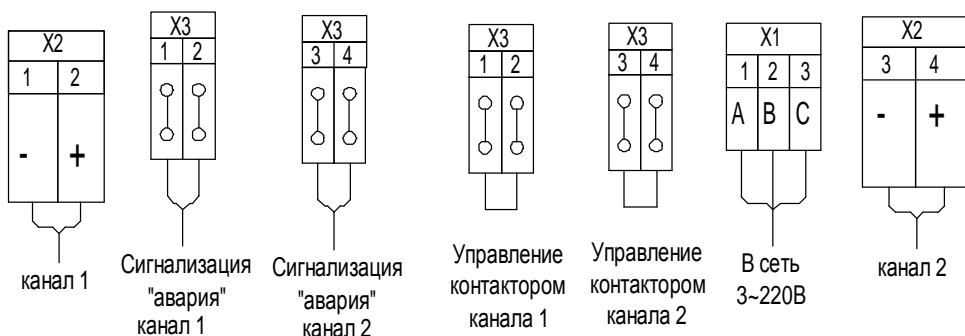 X2
1 2
- +
канал 1
X3
1 2
Сигнализация
"авария"
канал 1
X3
3 4
Сигнализация
"авария"
канал 2
X3
1 2
Управление
контактором
канала 1
X3
3 4
Управление
контактором
канала 2
X1
1 2 3
A B C
В сеть
3~220В
X2
3 4
- +
канал 2